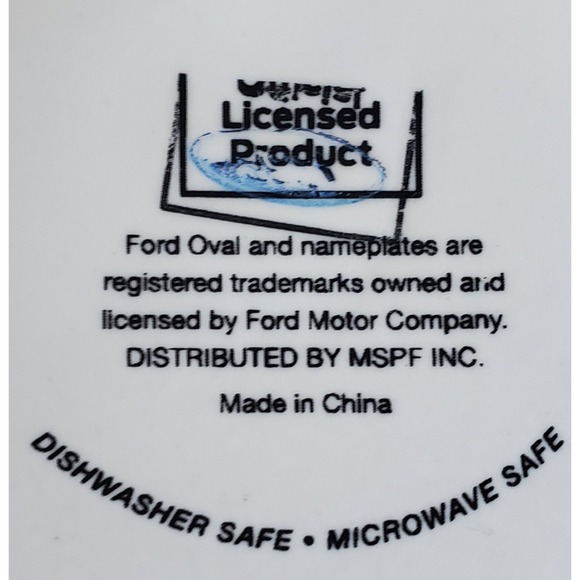 Licensed
Product
Ford Oval and nameplates are
registered trademarks owned and
licensed by Ford Motor Company.
DISTRIBUTED BY MSPF INC.
Made in China
DISHWASHER SAFE • MICROWAVE SAFE